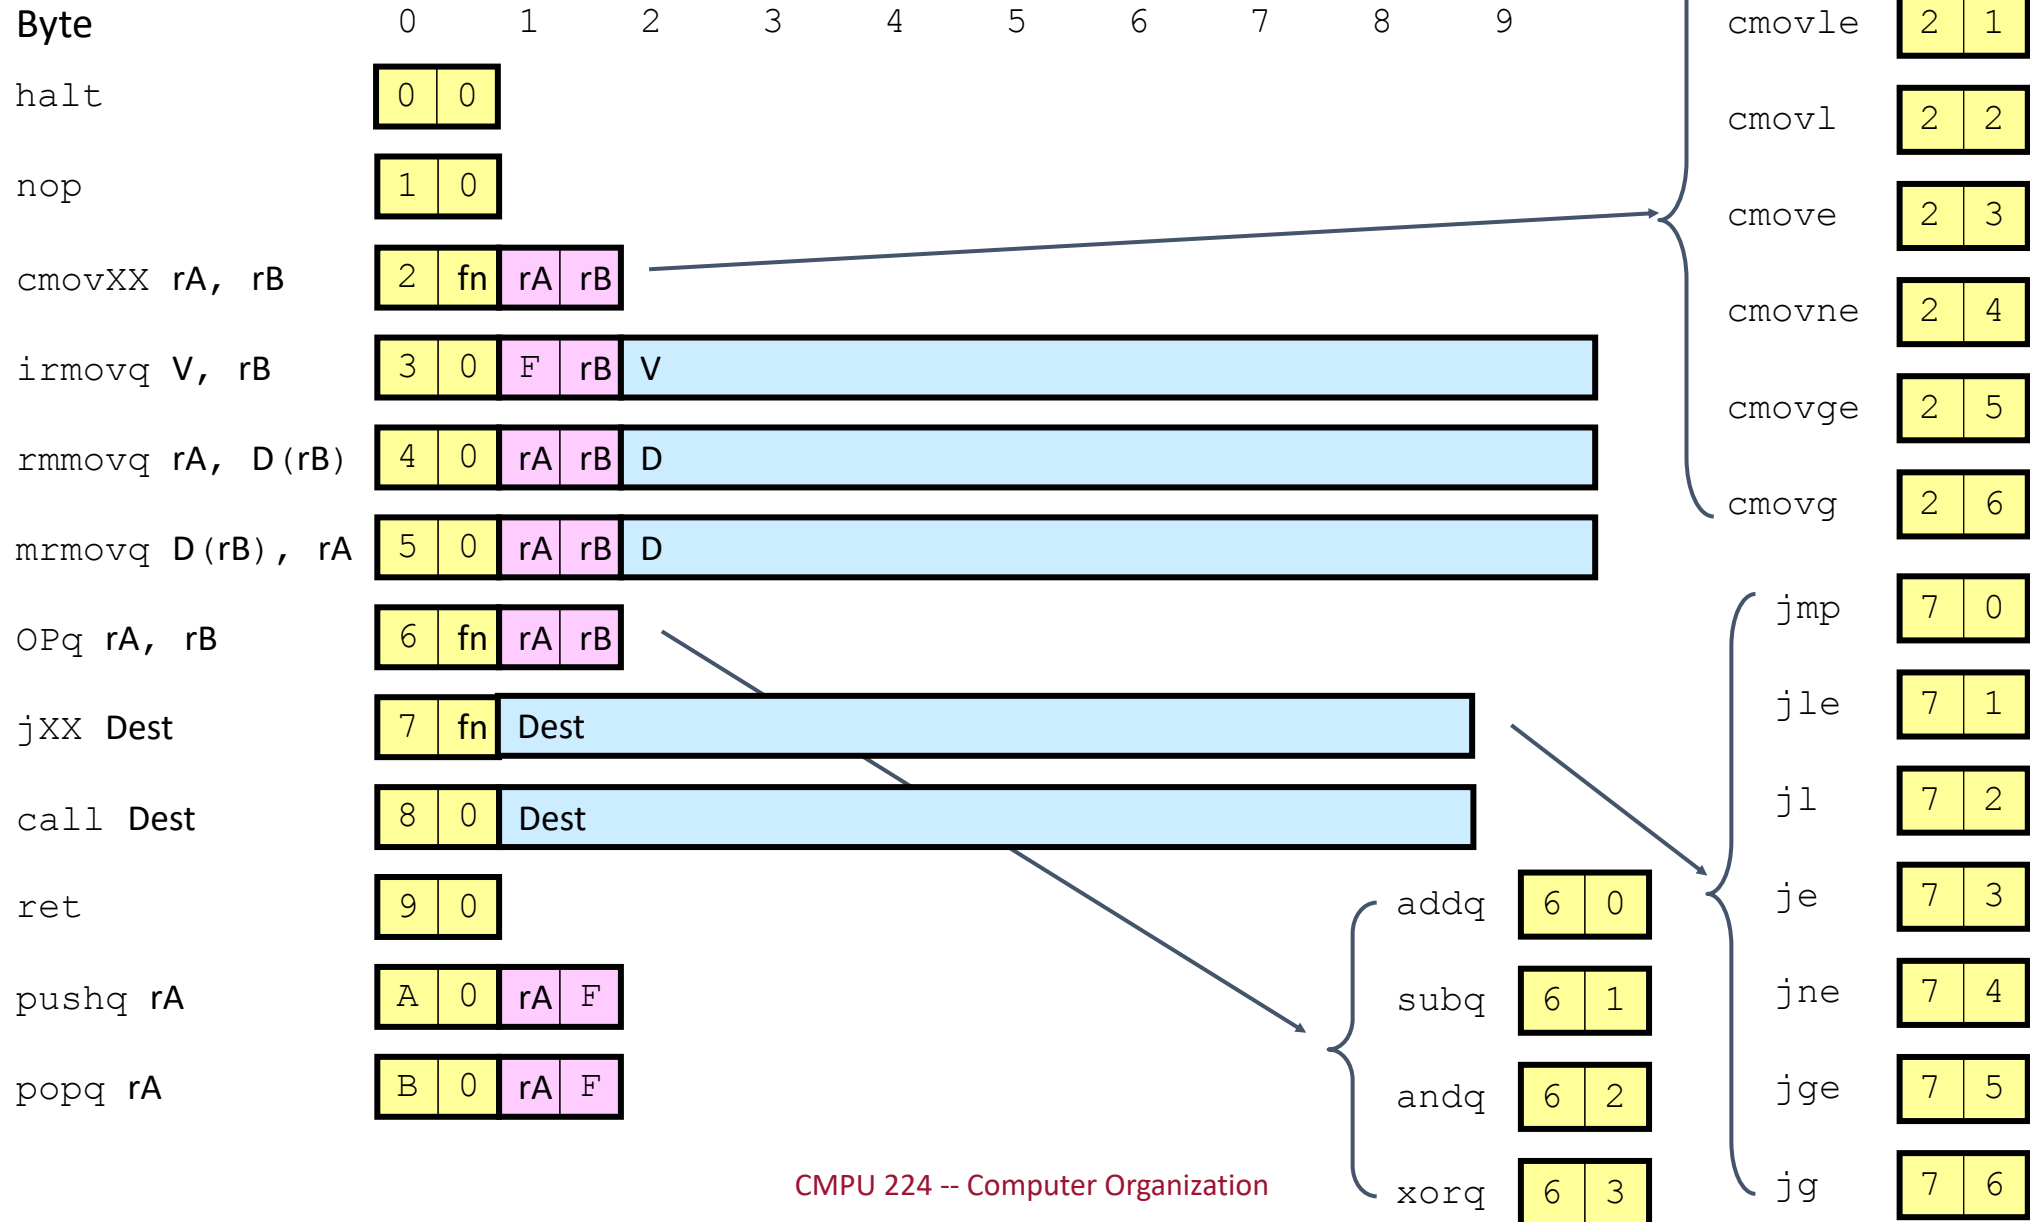 Byte 0 1 2 3 4 5 6 7 8 9
halt 0 0
nop 1 0
cmovXX rA, rB 2 fn rA rB
irmovq V, rB 3 0 F rB V
rmmovq rA, D(rB) 4 0 rA rB D
mrmovq D(rB), rA 5 0 rA rB D
OPq rA, rB 6 fn rA rB
jXX Dest 7 fn Dest
call Dest 8 0 Dest
ret 9 0
pushq rA A 0 rA F
popq rA B 0 rA F
cmovle 2 1
cmovl 2 2
cmove 2 3
cmovne 2 4
cmovge 2 5
cmovg 2 6
addq 6 0
subq 6 1
andq 6 2
xorq 6 3
jmp 7 0
jle 7 1
jl 7 2
je 7 3
jne 7 4
jge 7 5
jg 7 6
CMPU 224 -- Computer Organization